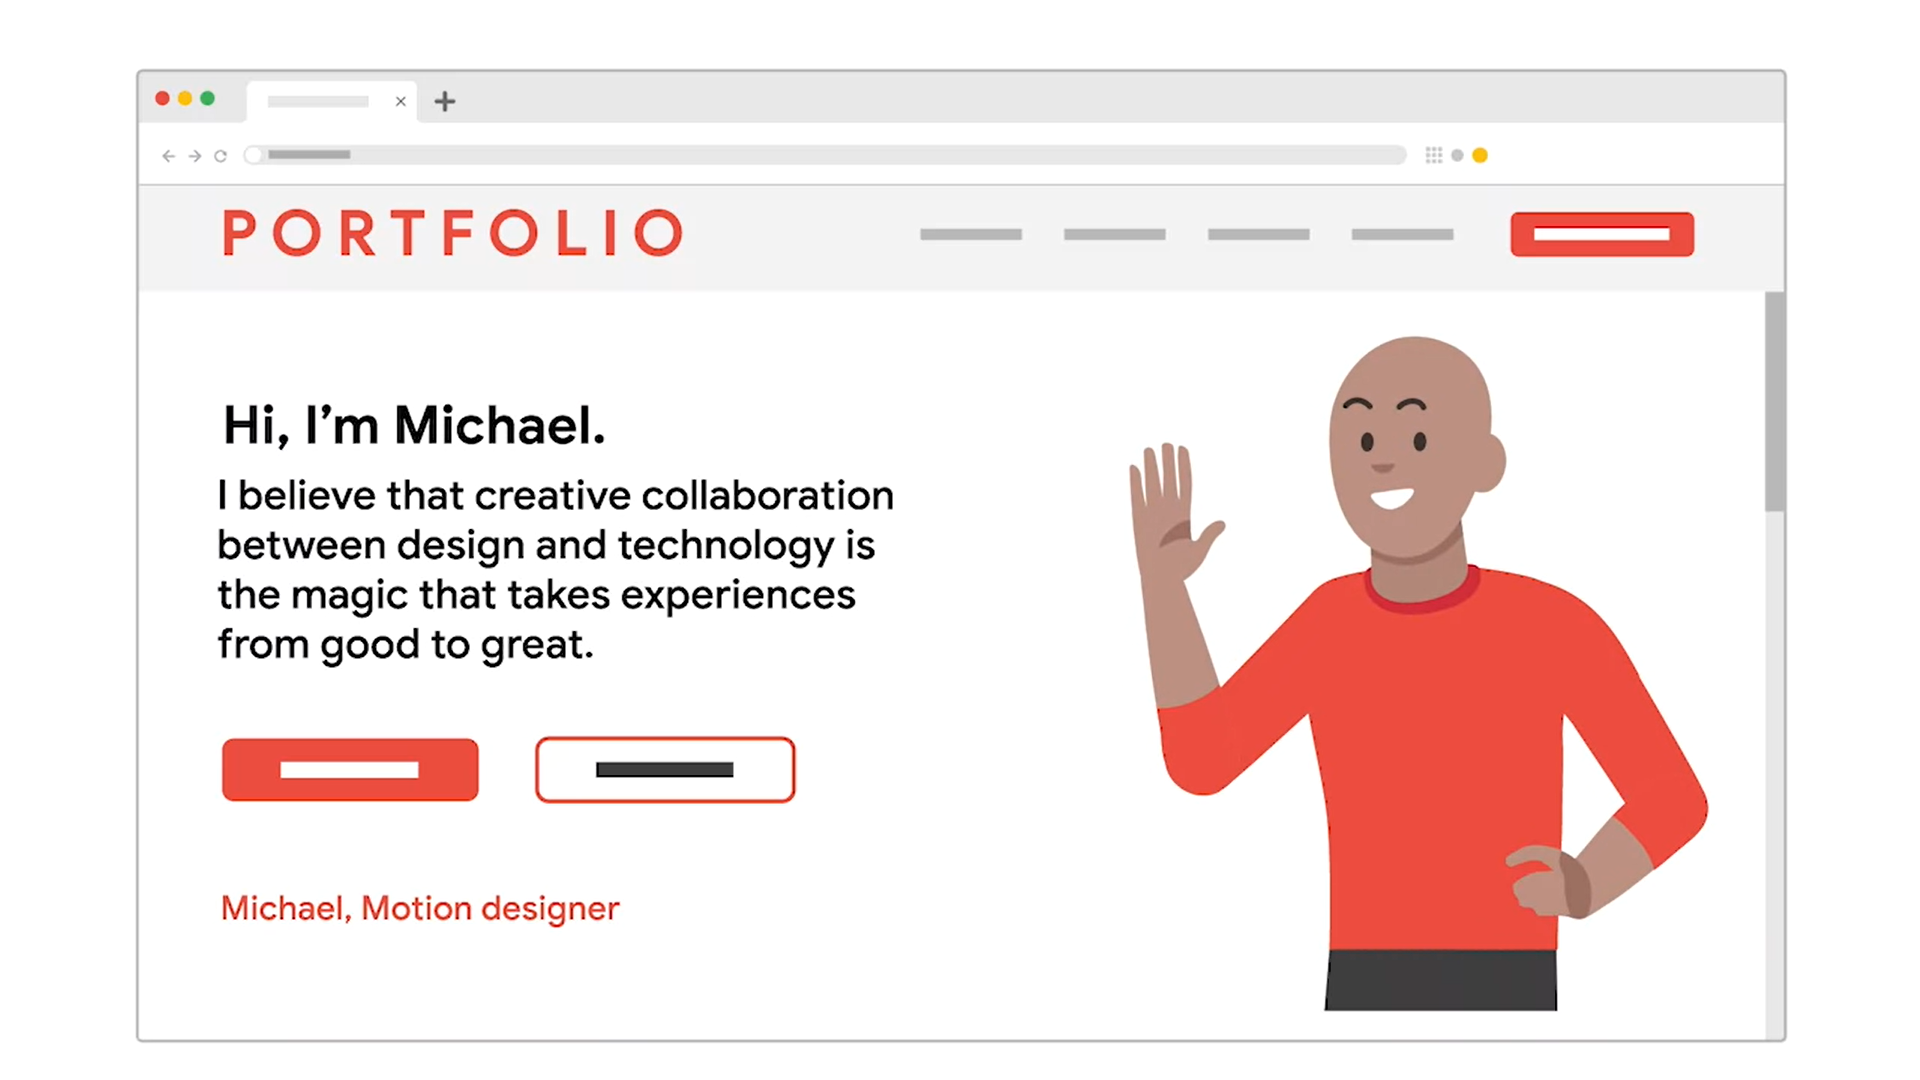 PORTFOLIO
Hi, I’m Michael.
I believe that creative collaboration
between design and technology is
the magic that takes experiences
from good to great.
Michael, Motion designer